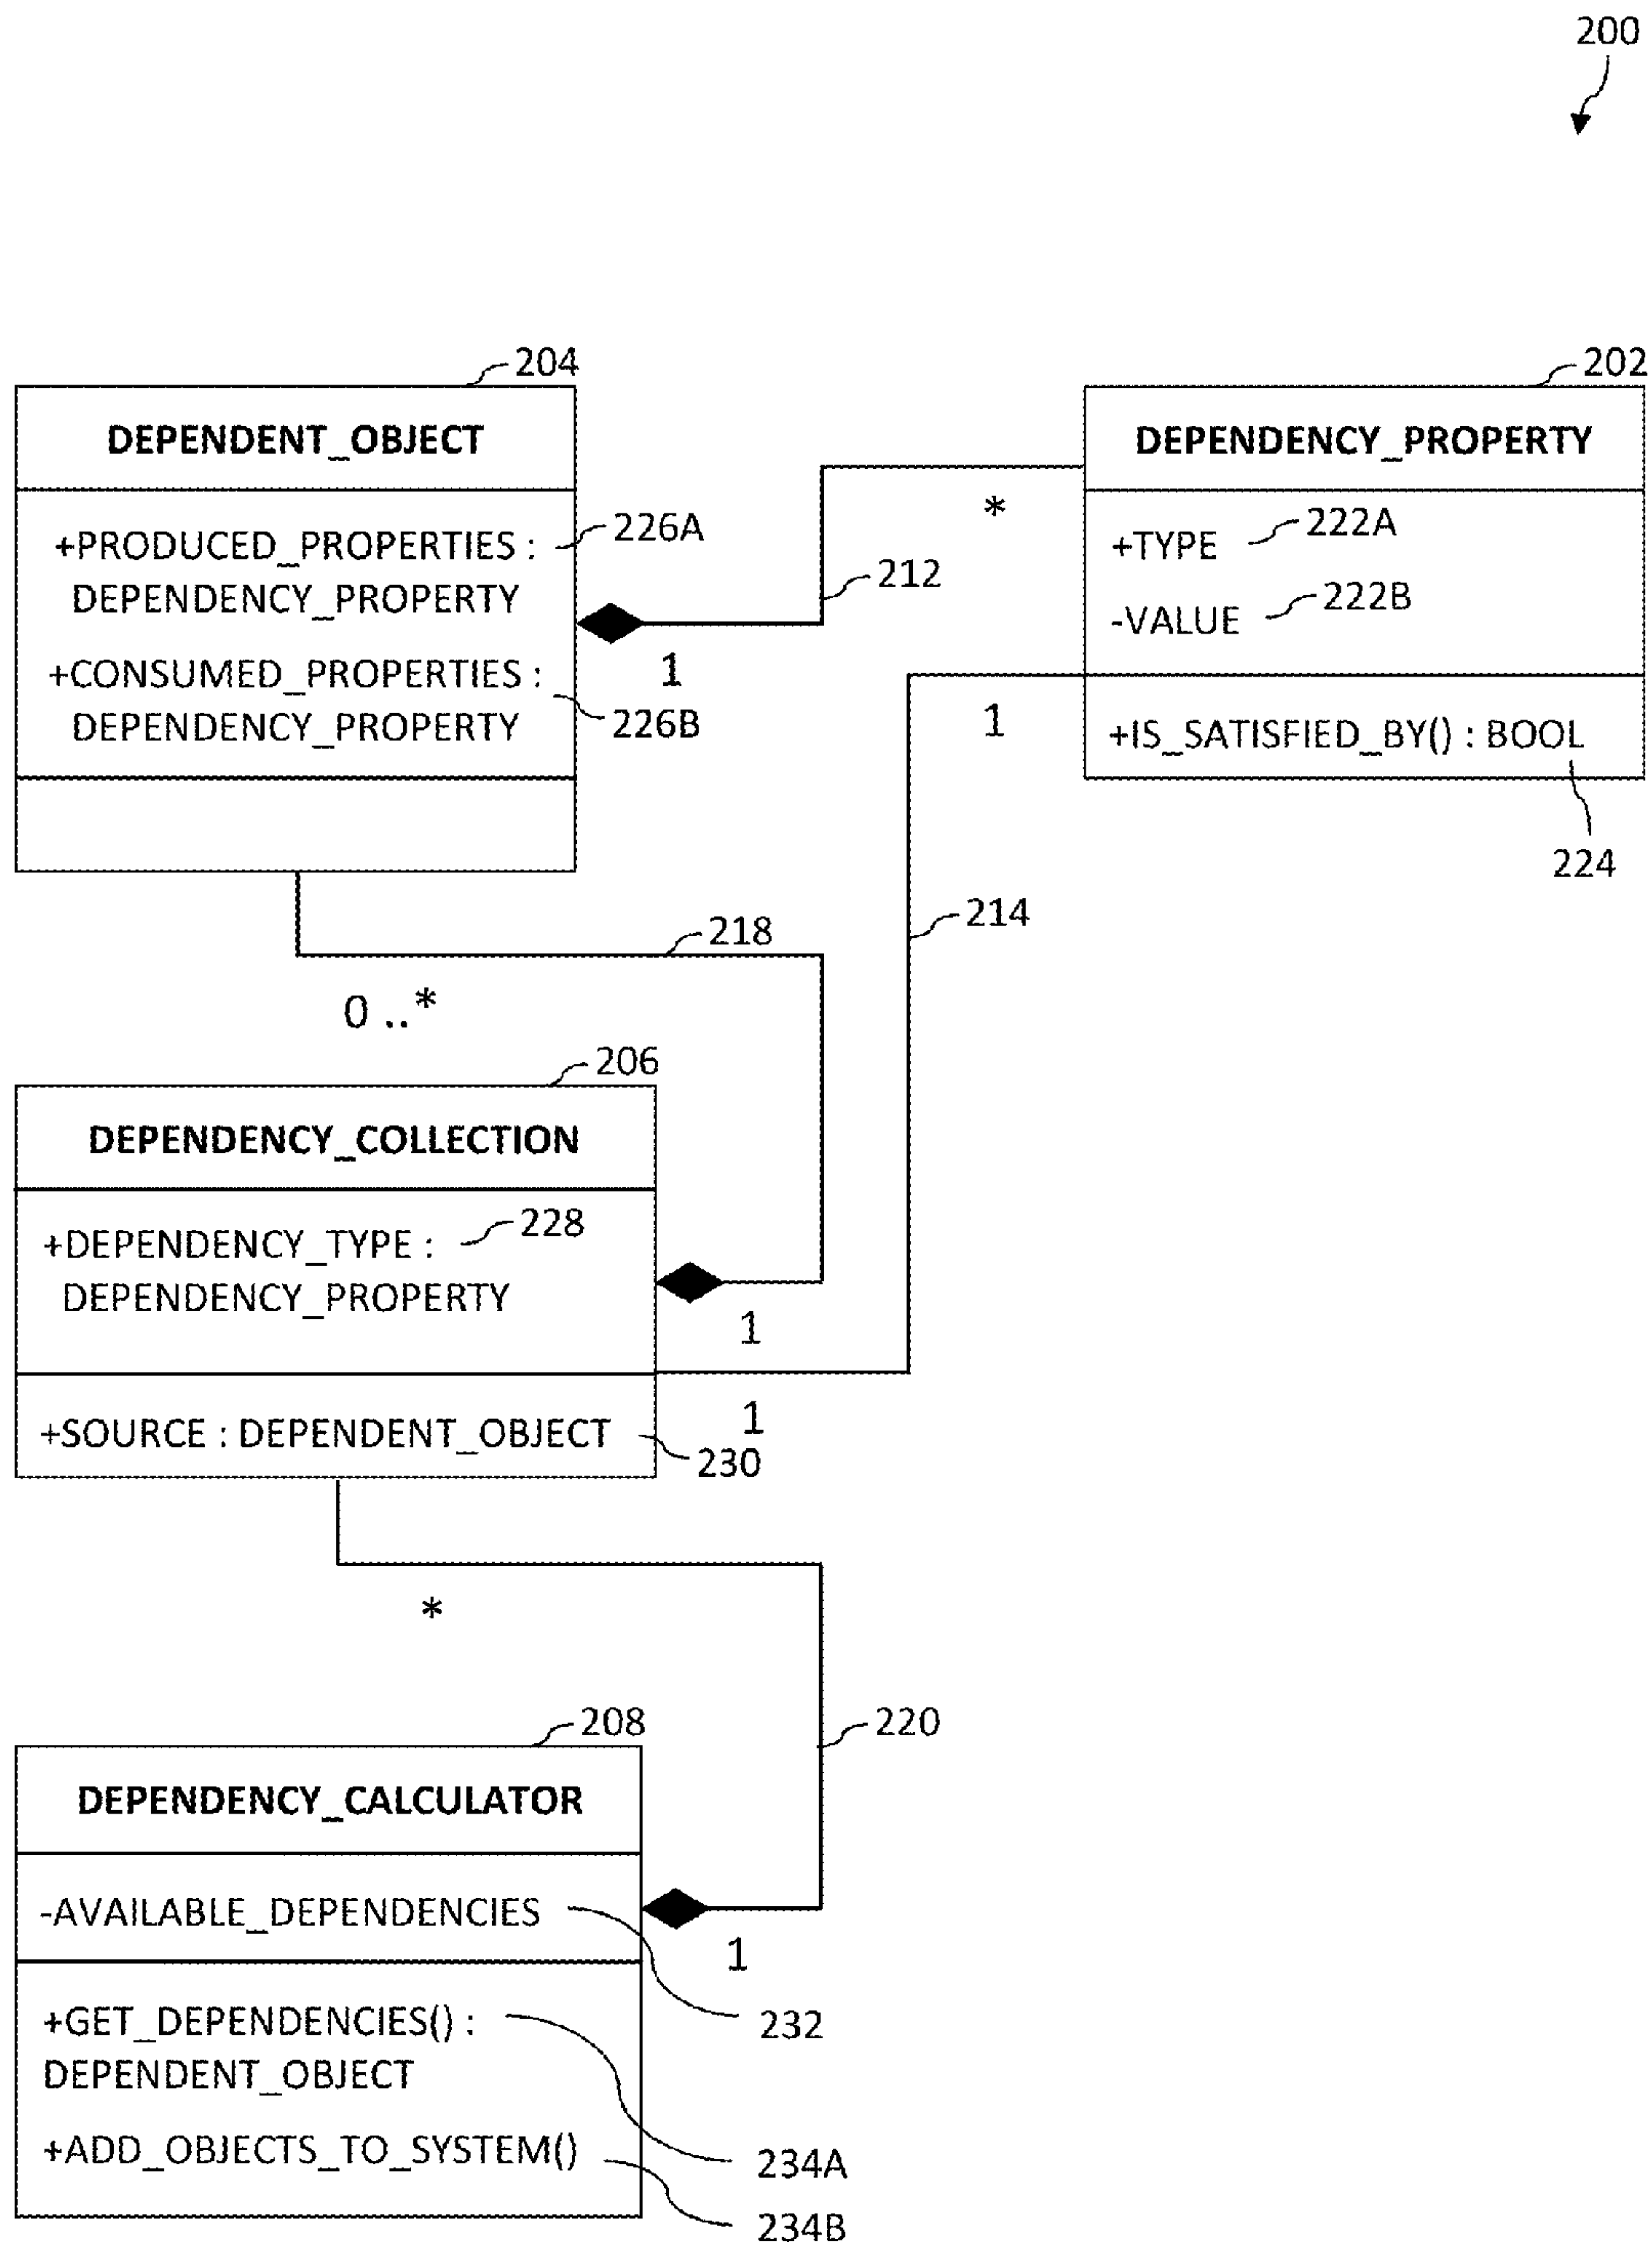 200
204
202
DEPENDENT_OBJECT
DEPENDENCY_PROPERTY
+PRODUCED_PROPERTIES :
DEPENDENCY_PROPERTY
226A
+CONSUMED_PROPERTIES :
DEPENDENCY_PROPERTY
226B
1
*
212
+TYPE
222A
-VALUE
222B
1
+IS_SATISFIED_BY() : BOOL
224
218
214
0 ..*
206
DEPENDENCY_COLLECTION
+DEPENDENCY_TYPE :
228
DEPENDENCY_PROPERTY
1
+SOURCE : DEPENDENT_OBJECT
1
230
*
208
220
DEPENDENCY_CALCULATOR
-AVAILABLE_DEPENDENCIES
1
232
+GET_DEPENDENCIES() :
DEPENDENT_OBJECT
+ADD_OBJECTS_TO_SYSTEM()
234A
234B